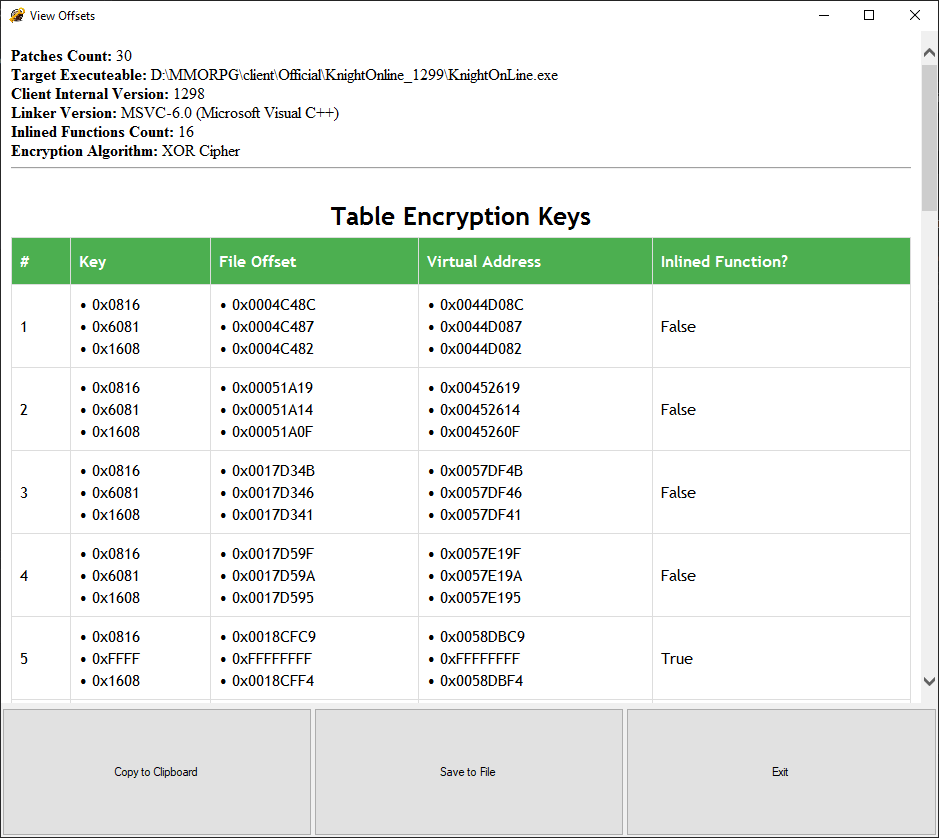 View Offsets
Patches Count: 30
Target Executeable: D:\MMORPG\client\Official\KnightOnline_1299\KnightOnLine.exe
Client Internal Version: 1298
Linker Version: MSVC-6.0 (Microsoft Visual C++)
Inlined Functions Count: 16
Encryption Algorithm: XOR Cipher
Table Encryption Keys
# Key File Offset Virtual Address Inlined Function?
• 0x0816 • 0x0004C48C • 0x0044D08C
1 • 0x6081 • 0x0004C487 • 0x0044D087 False
• 0x1608 • 0x0004C482 • 0x0044D082
• 0x0816 • 0x00051A19 • 0x00452619
2 • 0x6081 • 0x00051A14 • 0x00452614 False
• 0x1608 • 0x00051A0F • 0x0045260F
• 0x0816 • 0x0017D34B • 0x0057DF4B
3 • 0x6081 • 0x0017D346 • 0x0057DF46 False
• 0x1608 • 0x0017D341 • 0x0057DF41
• 0x0816 • 0x0017D59F • 0x0057E19F
4 • 0x6081 • 0x0017D59A • 0x0057E19A False
• 0x1608 • 0x0017D595 • 0x0057E195
• 0x0816 • 0x0018CFC9 • 0x0058DBC9
5 • 0xFFFF • 0xFFFFFFFF • 0xFFFFFFFF True
• 0x1608 • 0x0018CFF4 • 0x0058DBF4
Copy to Clipboard Save to File Exit